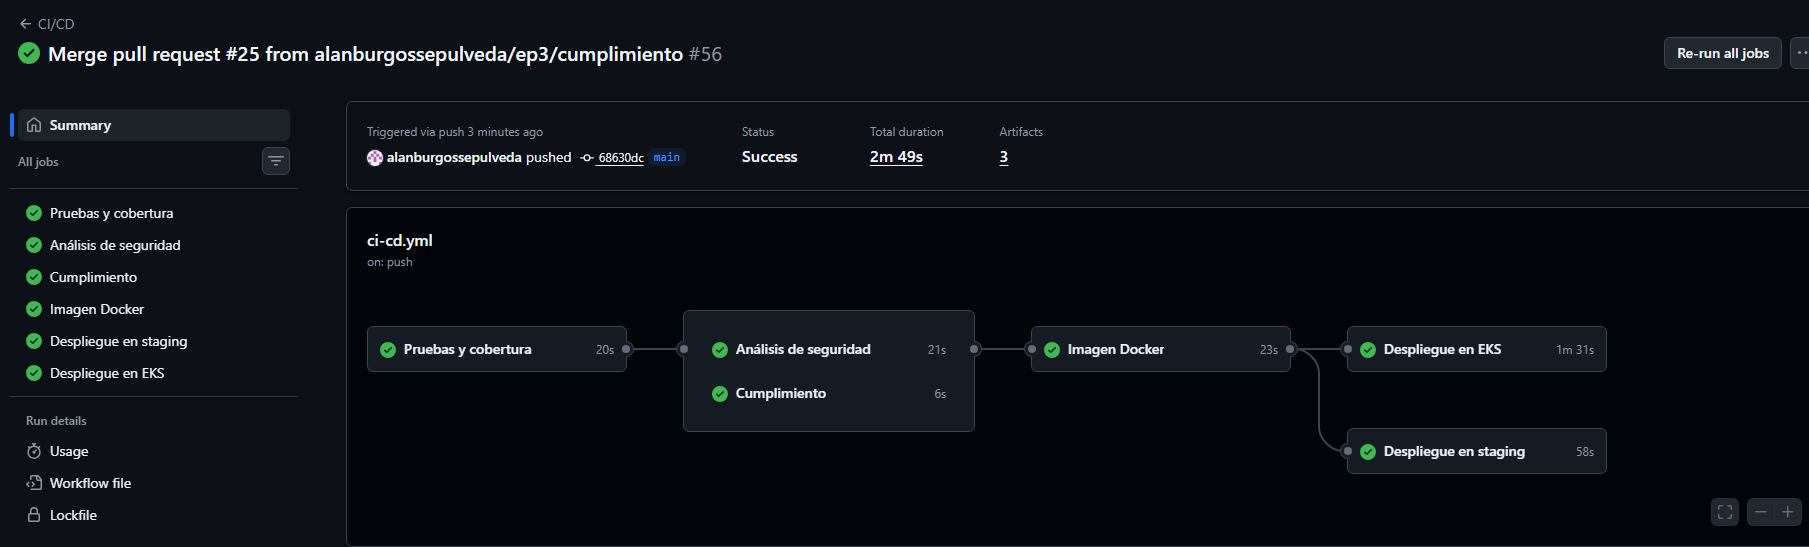 ← CI/CD
Merge pull request #25 from alanburgossepulveda/ep3/cumplimiento #56
Re-run all jobs
Summary
All jobs
Pruebas y cobertura
Análisis de seguridad
Cumplimiento
Imagen Docker
Despliegue en staging
Despliegue en EKS
Run details
Usage
Workflow file
Lockfile
Triggered via push 3 minutes ago
alanburgossepulveda pushed 68630dc main
Status
Success
Total duration
2m 49s
Artifacts
3
ci-cd.yml
on: push
Pruebas y cobertura 20s
Análisis de seguridad 21s
Cumplimiento 6s
Imagen Docker 23s
Despliegue en EKS 1m 31s
Despliegue en staging 58s